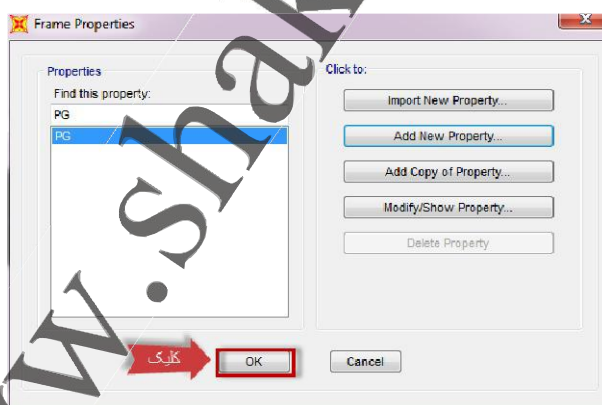 Frame Properties
Properties
Find this property:
PG
PG
Click to:
Import New Property...
Add New Property...
Add Copy of Property...
Modify/Show Property...
Delete Property
کلیک
OK
Cancel
w.shak